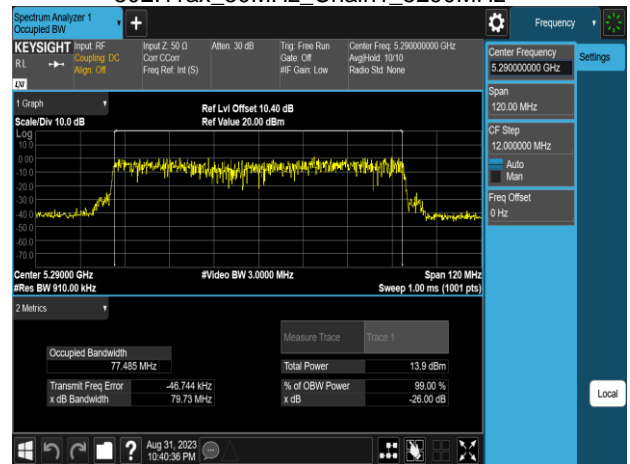 Spectrum Analyzer 1
Occupied BW
+
Frequency
KEYSIGHT
R L
LXI
Input: RF
Coupling: DC
Align: Off
Input Z: 50 Ω
Corr CCorr
Freq Ref: Int (S)
Atten: 30 dB
Trig: Free Run
Gate: Off
#IF Gain: Low
Center Freq: 5.290000000 GHz
Avg|Hold: 10/10
Radio Std: None
Center Frequency
5.290000000 GHz
Settings
Span
120.00 MHz
CF Step
12.000000 MHz
Auto
Man
Freq Offset
0 Hz
Local
1 Graph
Scale/Div 10.0 dB
Ref Lvl Offset 10.40 dB
Ref Value 20.00 dBm
Log
10.0
0.00
-10.0
-20.0
-30.0
-40.0
-50.0
-60.0
-70.0
Center 5.29000 GHz
#Video BW 3.0000 MHz
Span 120 MHz
#Res BW 910.00 kHz
Sweep 1.00 ms (1001 pts)
2 Metrics
Measure Trace Trace 1
Occupied Bandwidth
77.485 MHz
Total Power 13.9 dBm
Transmit Freq Error -46.744 kHz
% of OBW Power 99.00 %
x dB Bandwidth 79.73 MHz
x dB -26.00 dB
?
Aug 31, 2023
10:40:36 PM